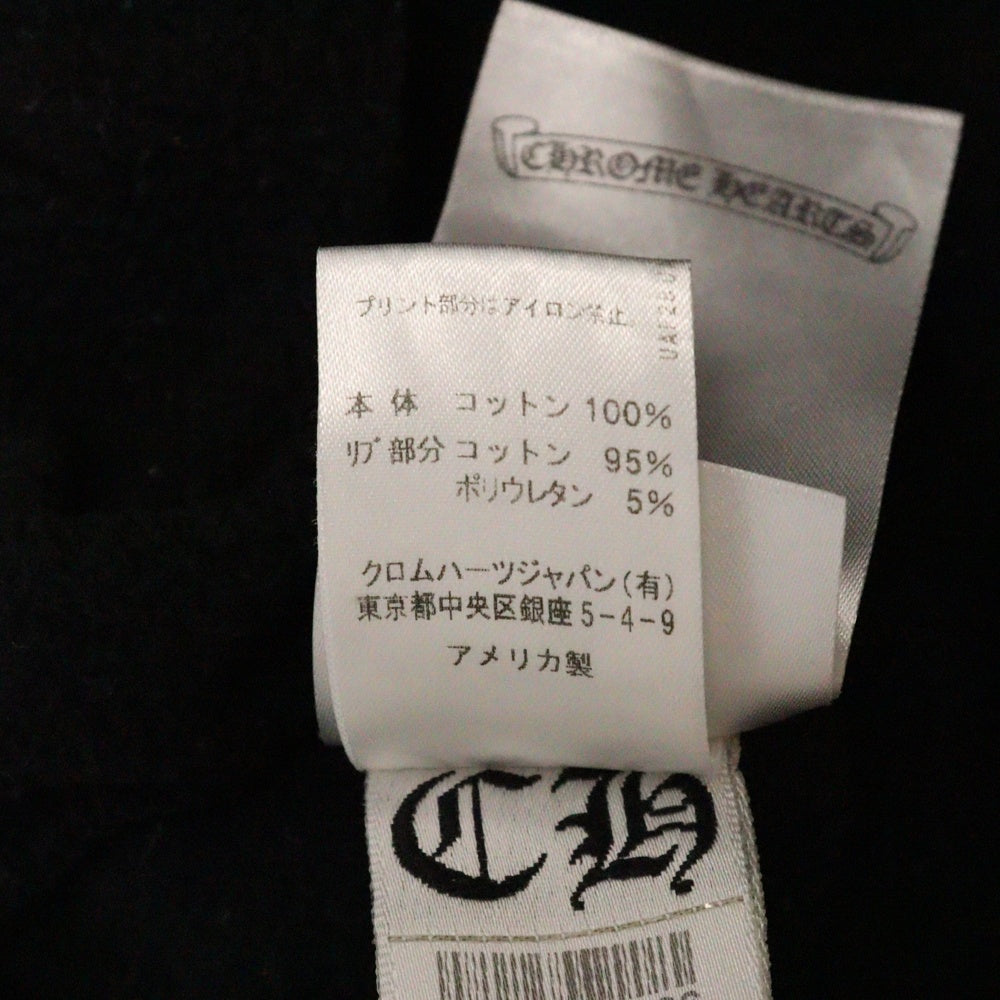 CHROME HEARTS
プリント部分はアイロン禁止。
本体 コットン 100%
リブ部分 コットン 95%
ポリウレタン 5%
クロムハーツジャパン(有)
東京都中央区銀座5-4-9
アメリカ製
CH